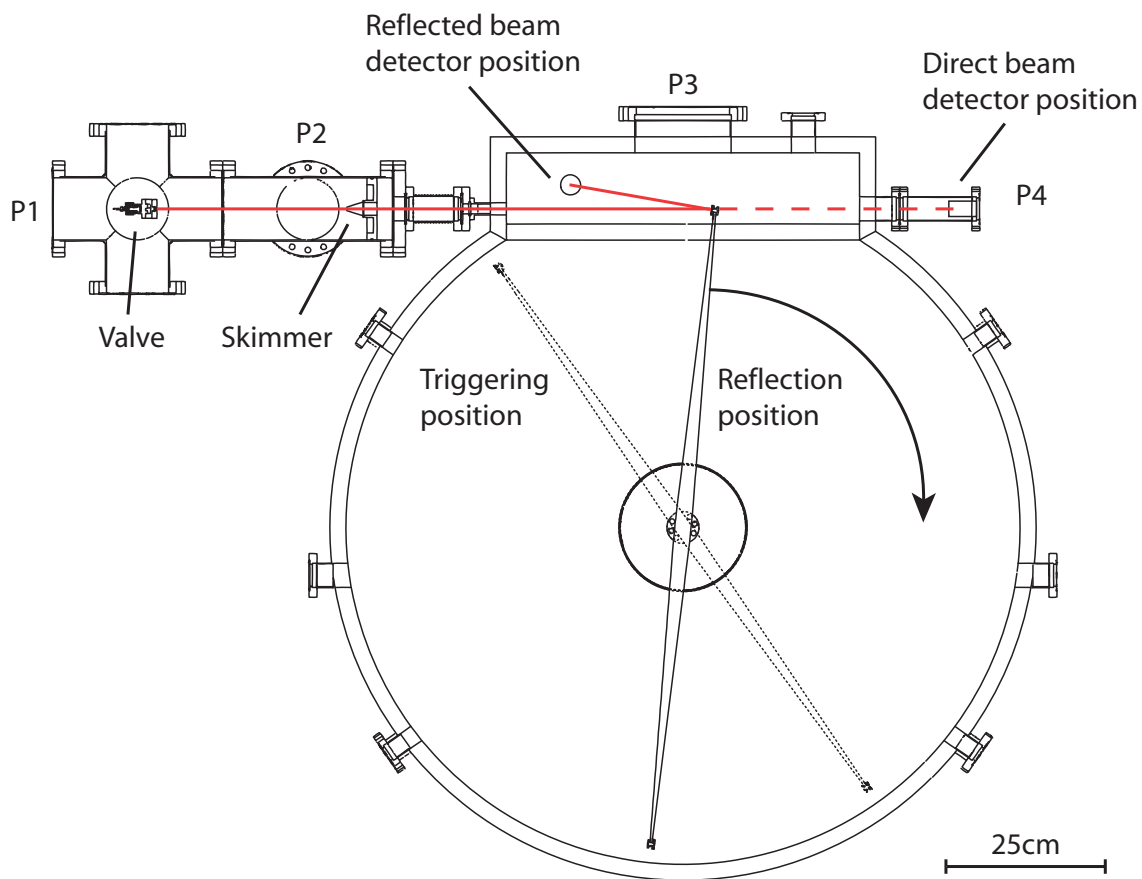 Reflected beam
detector position
P3
Direct beam
detector position
P2
P1
P4
Valve
Skimmer
Triggering
position
Reflection
position
25cm